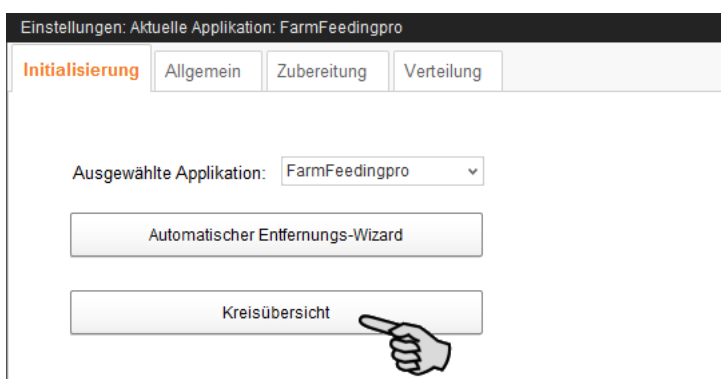 Einstellungen: Aktuelle Applikation: FarmFeedingpro
Initialisierung Allgemein Zubereitung Verteilung
Ausgewählte Applikation: FarmFeedingpro
Automatischer Entfernungs-Wizard
Kreisübersicht